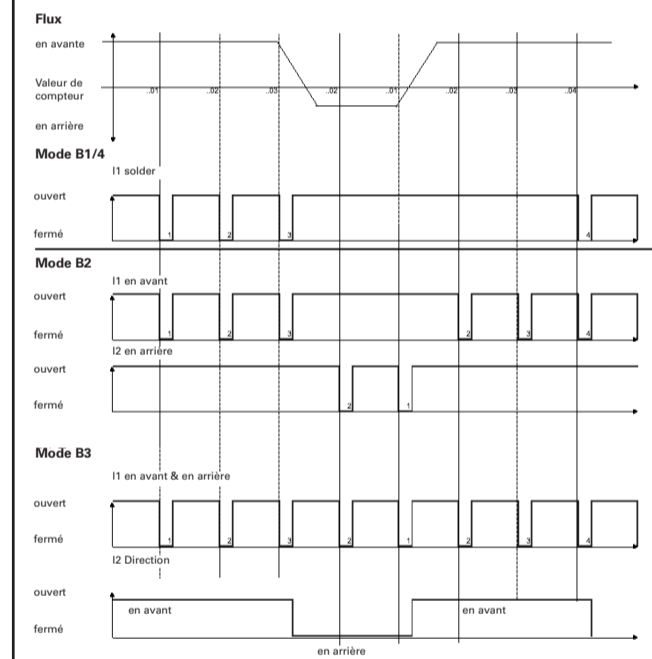 Flux
en avante
Valeur de
compteur
..01 ..02 ..03 ..02 ..01 ..02 ..03 ..04
en arrière
Mode B1/4
I1 solder
ouvert
fermé
1 2 3 4
Mode B2
I1 en avant
ouvert
fermé
1 2 3 2 3 4
I2 en arrière
ouvert
fermé
2 1
Mode B3
I1 en avant & en arrière
ouvert
fermé
1 2 3 2 1 2 3 4
I2 Direction
ouvert
en avant en avant
fermé
en arrière